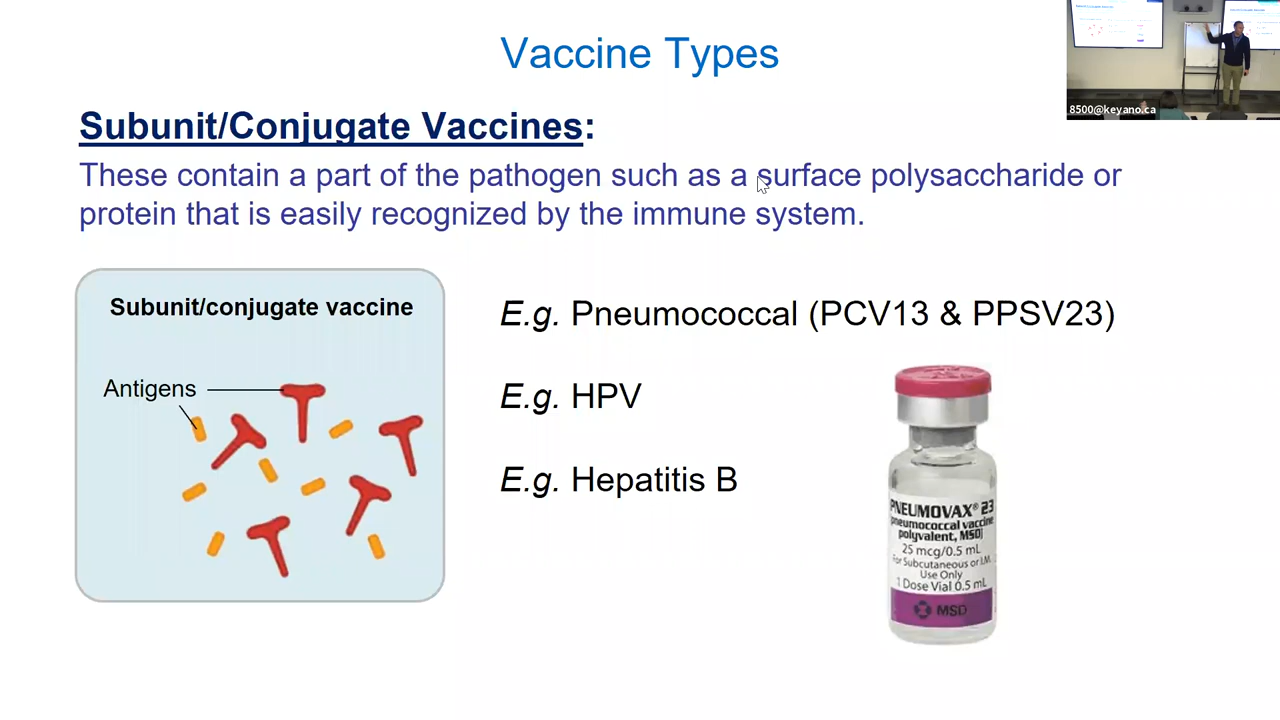 Vaccine Types
8500@keyano.ca
Subunit/Conjugate Vaccines:
These contain a part of the pathogen such as a surface polysaccharide or
protein that is easily recognized by the immune system.
Subunit/conjugate vaccine
Antigens
E.g. Pneumococcal (PCV13 & PPSV23)
E.g. HPV
E.g. Hepatitis B
PNEUMOVAX® 23
pneumococcal vaccine
polyvalent, MSD
25 mcg/0.5 mL
For Subcutaneous or I.M.
Use Only
1 Dose Vial 0.5 mL
MSD